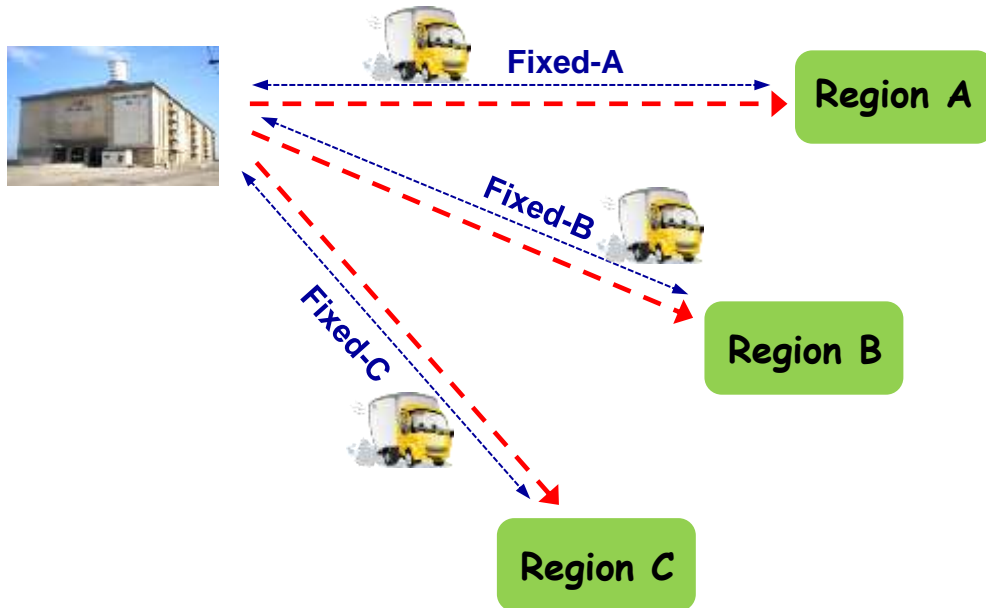 Fixed-A
Region A
Fixed-B
Region B
Fixed-C
Region C